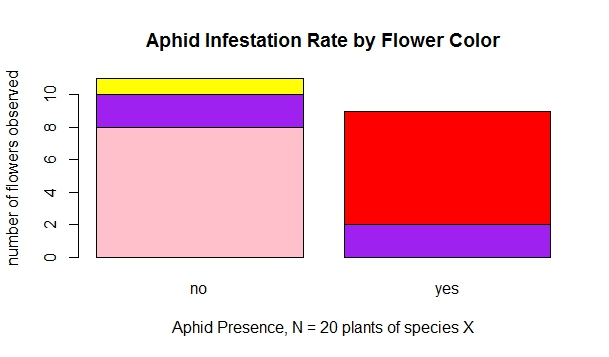 Aphid Infestation Rate by Flower Color
number of flowers observed
10
8
6
4
2
0
no yes
Aphid Presence, N = 20 plants of species X